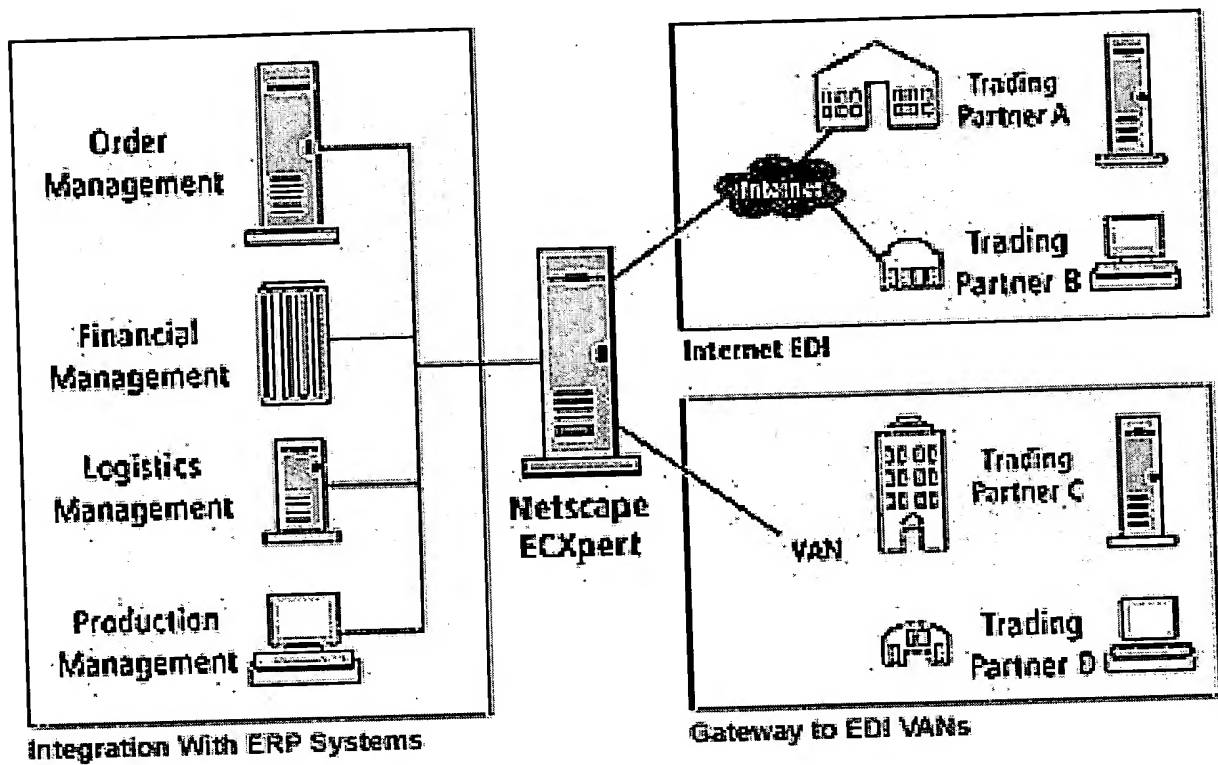 Order
Management
Financial
Management
Logistics
Management
Production
Management
Integration With ERP Systems
Netscape
ECXpert
Internet
Trading
Partner A
Trading
Partner B
Internet EDI
VAN
Trading
Partner C
Trading
Partner D
Gateway to EDI VANs